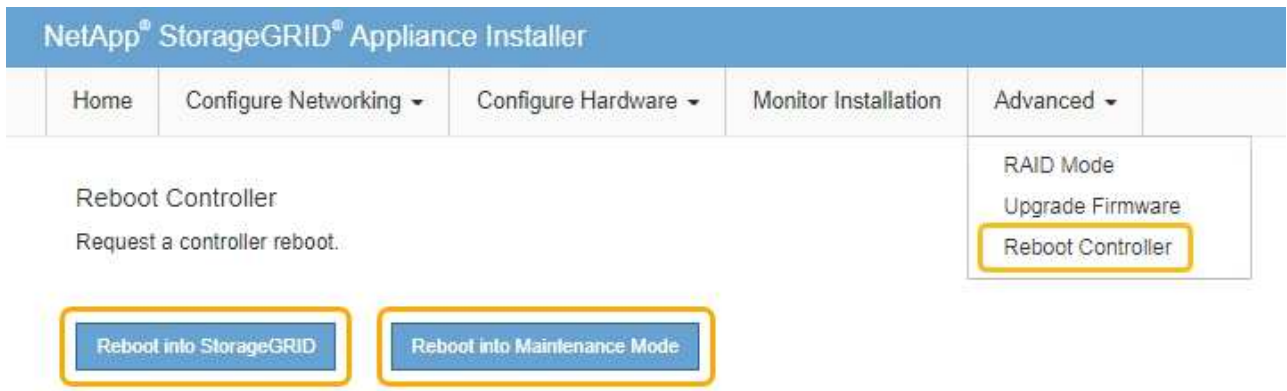 NetApp® StorageGRID® Appliance Installer
Home Configure Networking Configure Hardware Monitor Installation Advanced
RAID Mode
Upgrade Firmware
Reboot Controller
Reboot Controller
Request a controller reboot.
Reboot into StorageGRID Reboot into Maintenance Mode